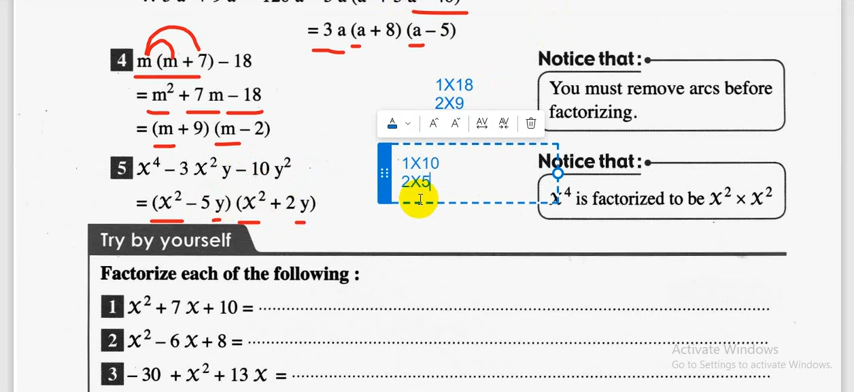 = 3 a (a + 8) (a – 5)
4 m (m + 7) – 18
= m² + 7 m – 18
= (m + 9) (m – 2)
1X18
2X9
Notice that :
You must remove arcs before
factorizing.
5 x⁴ – 3 x² y – 10 y²
= (x² – 5 y) (x² + 2 y)
1X10
2X5
Notice that :
x⁴ is factorized to be x² × x²
Try by yourself
Factorize each of the following :
1 x² + 7 x + 10 = ........................
2 x² – 6 x + 8 = ........................
3 – 30 + x² + 13 x = ........................
Activate Windows
Go to Settings to activate Windows.